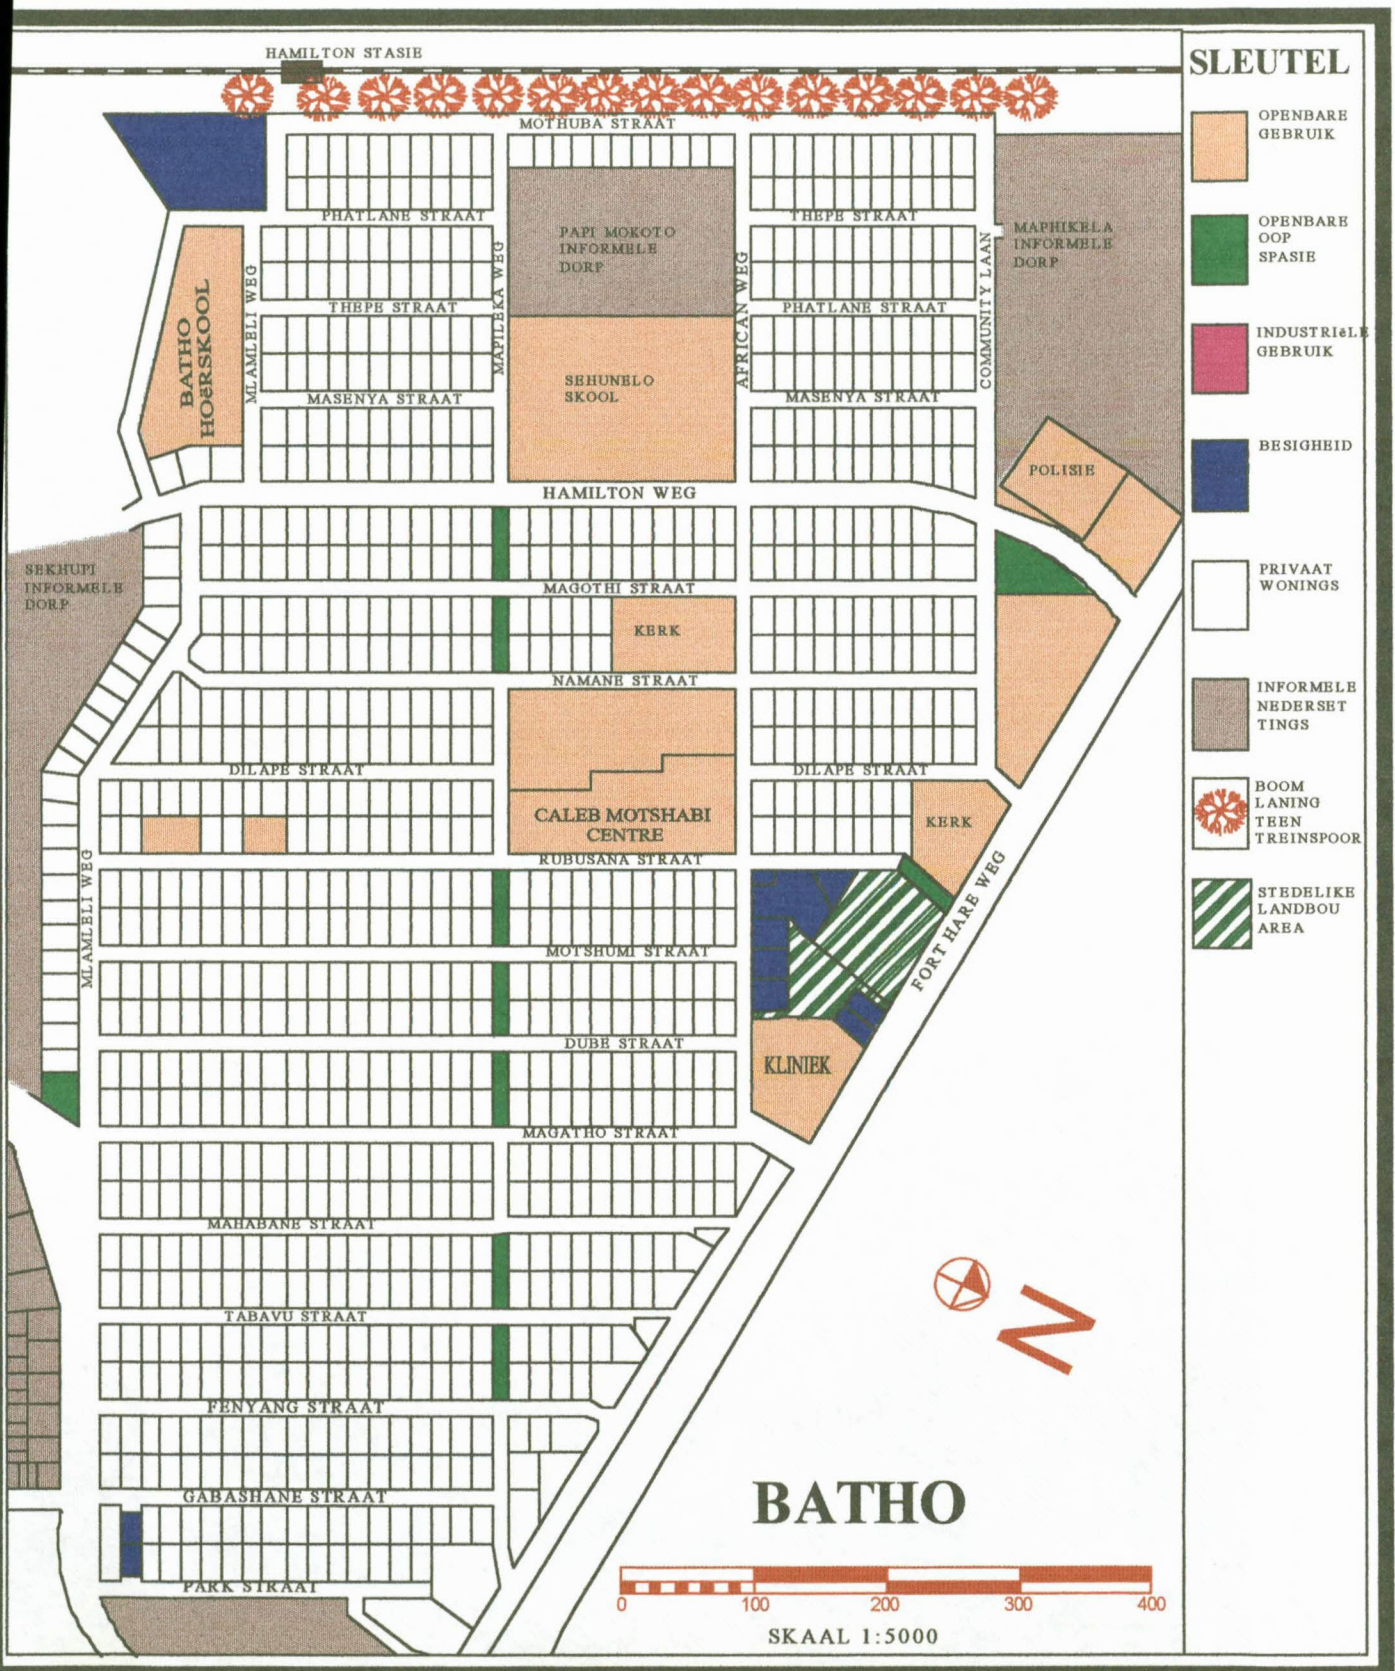 HAMILTON STASIE
MOTHUBA STRAAT
PHATLANE STRAAT
THEPE STRAAT
PAPI MOKOTO
INFORMELE
DORP
MAPHIKELA
INFORMELE
DORP
MLAMLELI WEG
MAPILEKA WEG
AFRICAN WEG
COMMUNITY LAAN
BATHO
HOëRSKOOL
THEPE STRAAT
PHATLANE STRAAT
SEHUNELO
SKOOL
MASENYA STRAAT
MASENYA STRAAT
POLISIE
HAMILTON WEG
SEKHUPI
INFORMELE
DORP
MAGOTHI STRAAT
KERK
NAMANE STRAAT
DILAPE STRAAT
DILAPE STRAAT
CALEB MOTSHABI
CENTRE
KERK
RUBUSANA STRAAT
MLAMLELI WEG
FORT HARE WEG
MOTSHUMI STRAAT
DUBE STRAAT
KLINIEK
MAGATHO STRAAT
MAHABANE STRAAT
TABAVU STRAAT
FENYANG STRAAT
GABASHANE STRAAT
PARK STRAAT
N
BATHO
0 100 200 300 400
SKAAL 1:5000
SLEUTEL
OPENBARE
GEBRUIK
OPENBARE
OOP
SPASIE
INDUSTRIëLE
GEBRUIK
BESIGHEID
PRIVAAT
WONINGS
INFORMELE
NEDERSET
TINGS
BOOM
LANING
TEEN
TREINSPOOR
STEDELIKE
LANDBOU
AREA